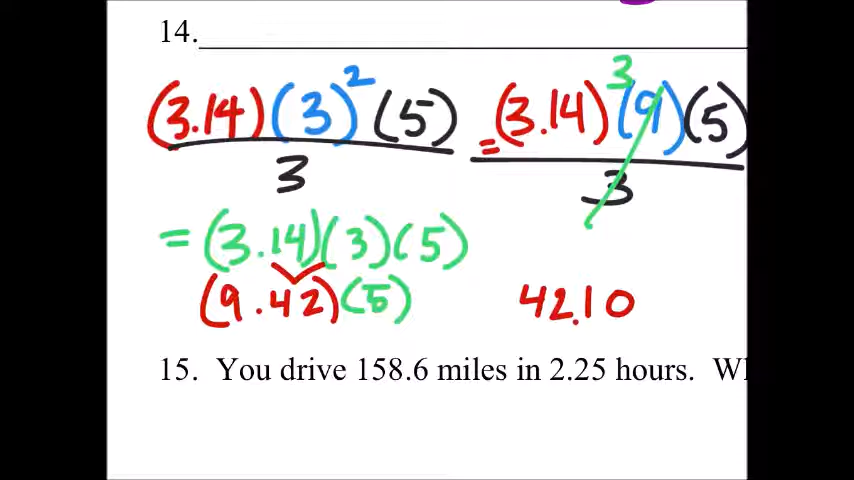 14.
(3.14)(3)²(5) / 3 = (3.14)(9)(5) / 3 3
= (3.14)(3)(5)
(9.42)(5) 42.10
15. You drive 158.6 miles in 2.25 hours.